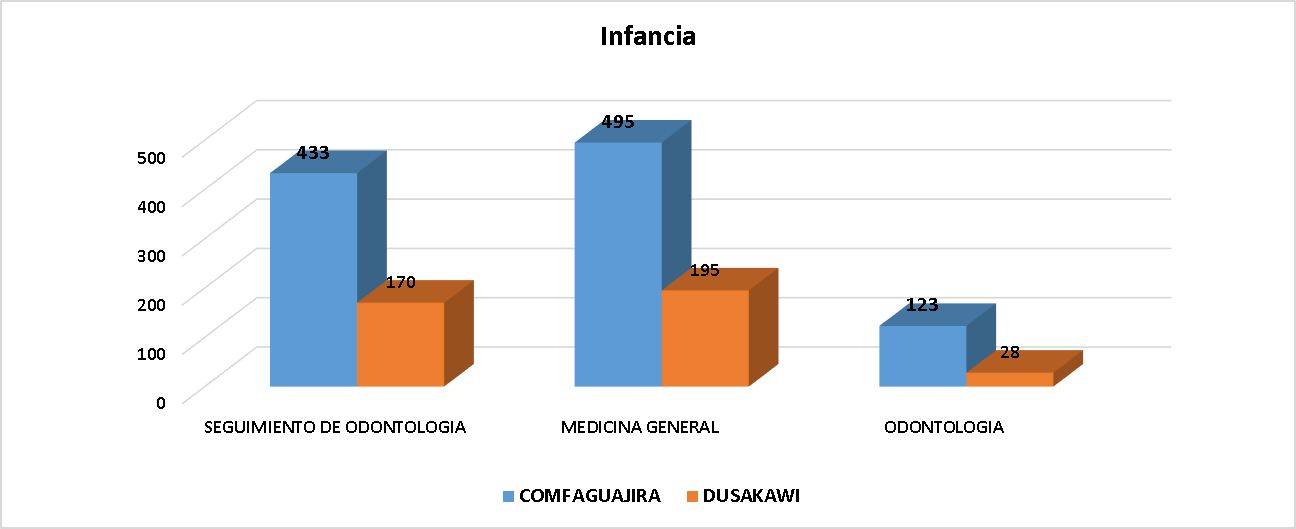 Infancia
500
400
300
200
100
0
433
170
495
195
123
28
SEGUIMIENTO DE ODONTOLOGIA
MEDICINA GENERAL
ODONTOLOGIA
COMFAGUAJIRA
DUSAKAWI